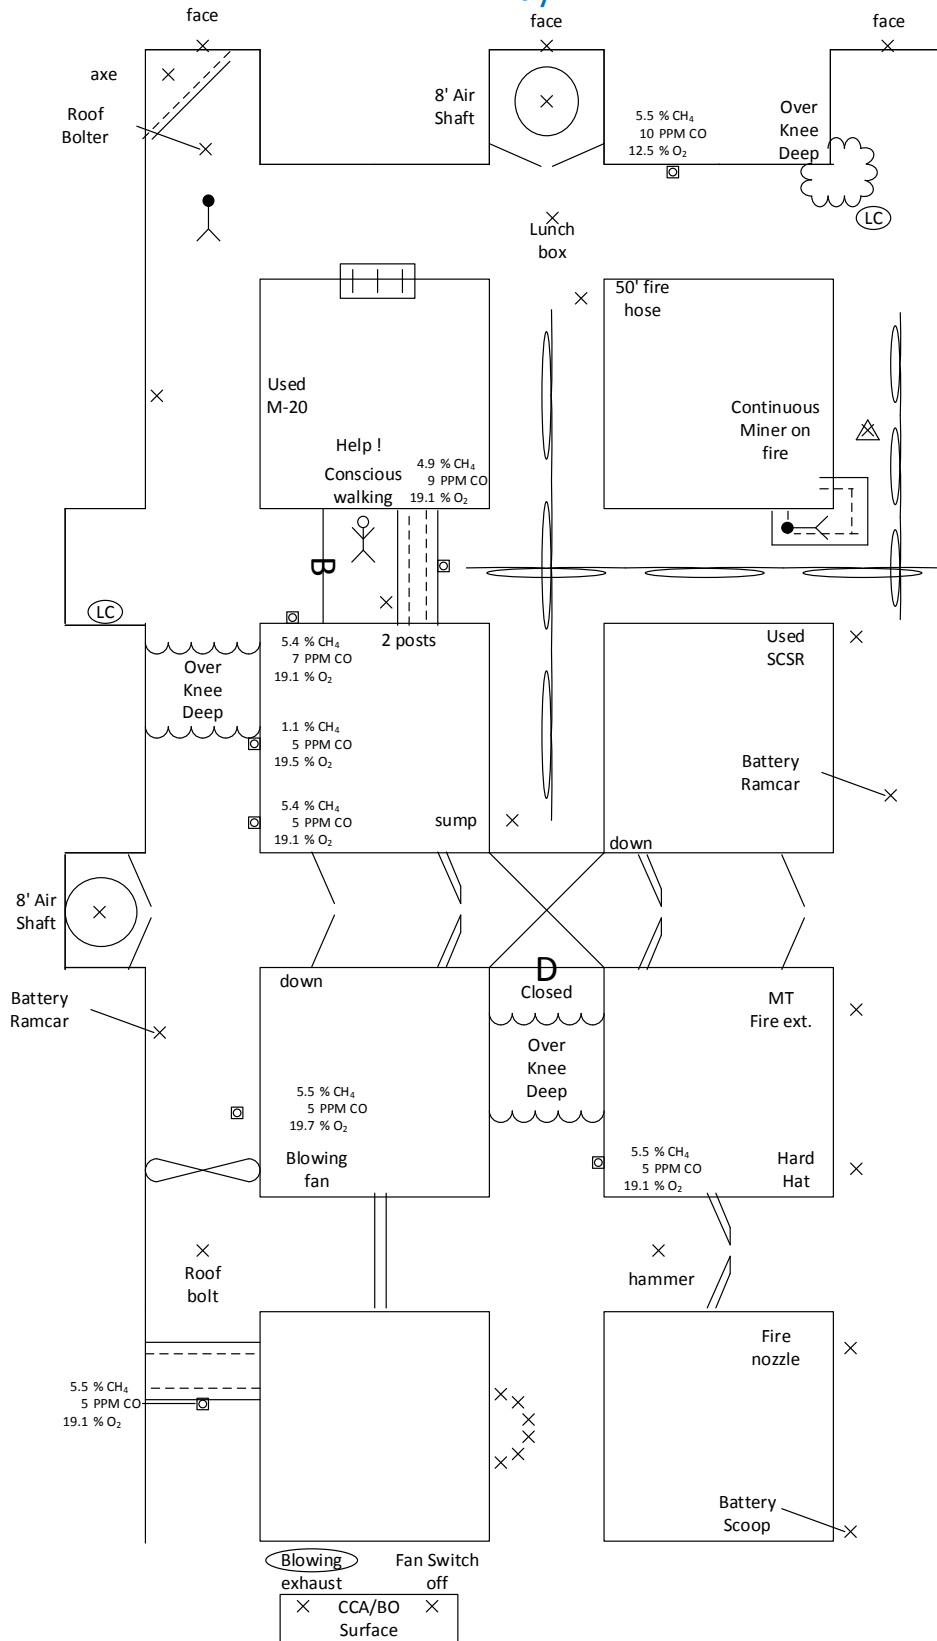 face
face
face
axe
Roof
Bolter
8' Air
Shaft
5.5 % CH₄
10 PPM CO
12.5 % O₂
Over
Knee
Deep
LC
Lunch
box
50' fire
hose
Used
M-20
Continuous
Miner on
fire
Help !
Conscious
walking
4.9 % CH₄
9 PPM CO
19.1 % O₂
B
LC
2 posts
5.4 % CH₄
7 PPM CO
19.1 % O₂
Used
SCSR
Over
Knee
Deep
1.1 % CH₄
5 PPM CO
19.5 % O₂
Battery
Ramcar
5.4 % CH₄
5 PPM CO
19.1 % O₂
sump
down
8' Air
Shaft
D
down
Closed
Battery
Ramcar
MT
Fire ext.
Over
Knee
Deep
5.5 % CH₄
5 PPM CO
19.7 % O₂
Blowing
fan
5.5 % CH₄
5 PPM CO
19.1 % O₂
Hard
Hat
Roof
bolt
hammer
Fire
nozzle
5.5 % CH₄
5 PPM CO
19.1 % O₂
Battery
Scoop
Blowing
exhaust
Fan Switch
off
CCA/BO
Surface